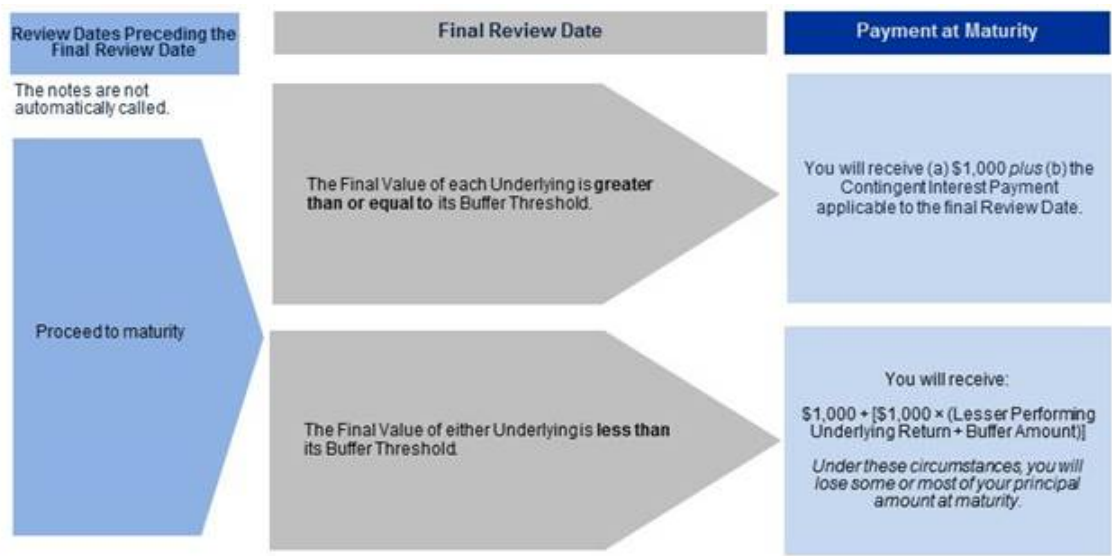 Review Dates Preceding the
Final Review Date
Final Review Date
Payment at Maturity
The notes are not
automatically called.
Proceed to maturity
The Final Value of each Underlying is greater
than or equal to its Buffer Threshold.
You will receive (a) $1,000 plus (b) the
Contingent Interest Payment
applicable to the final Review Date.
The Final Value of either Underlying is less than
its Buffer Threshold.
You will receive:
$1,000 + [$1,000 × (Lesser Performing
Underlying Return + Buffer Amount)]
Under these circumstances, you will
lose some or most of your principal
amount at maturity.